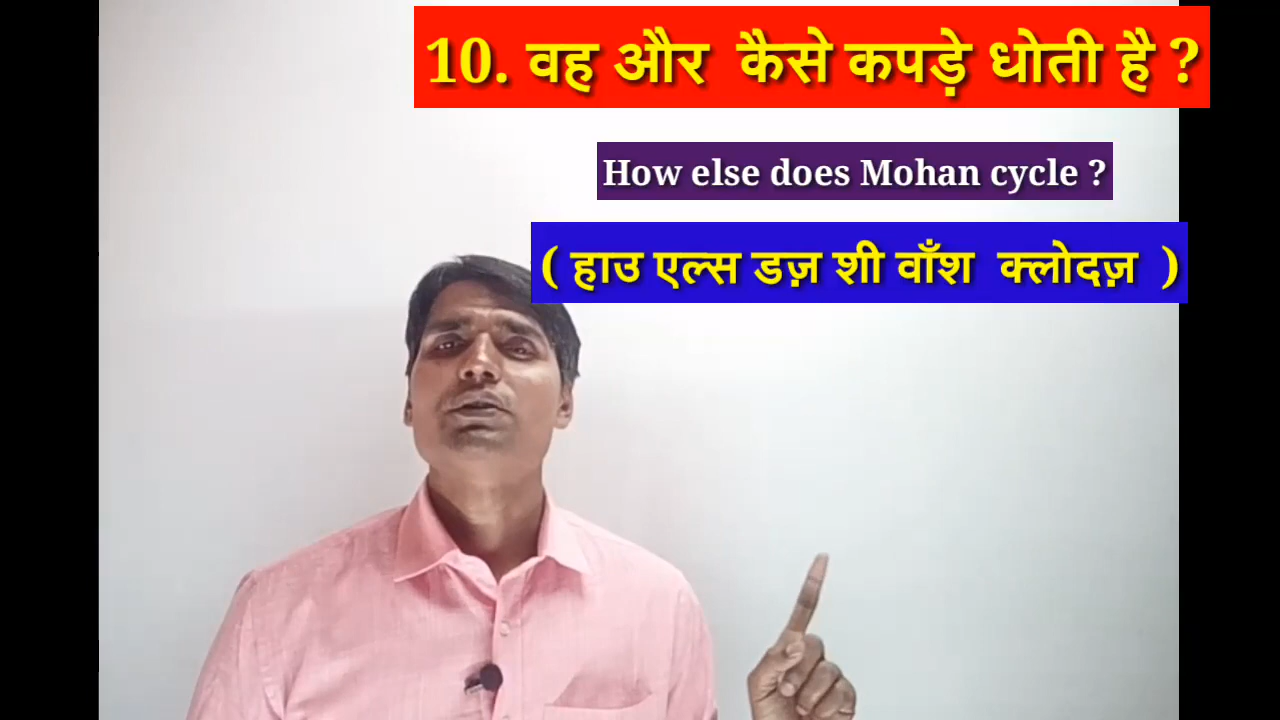 10. वह और कैसे कपड़े धोती है ?
How else does Mohan cycle ?
( हाउ एल्स डज़ शी वॉंश क्लोदज़ )